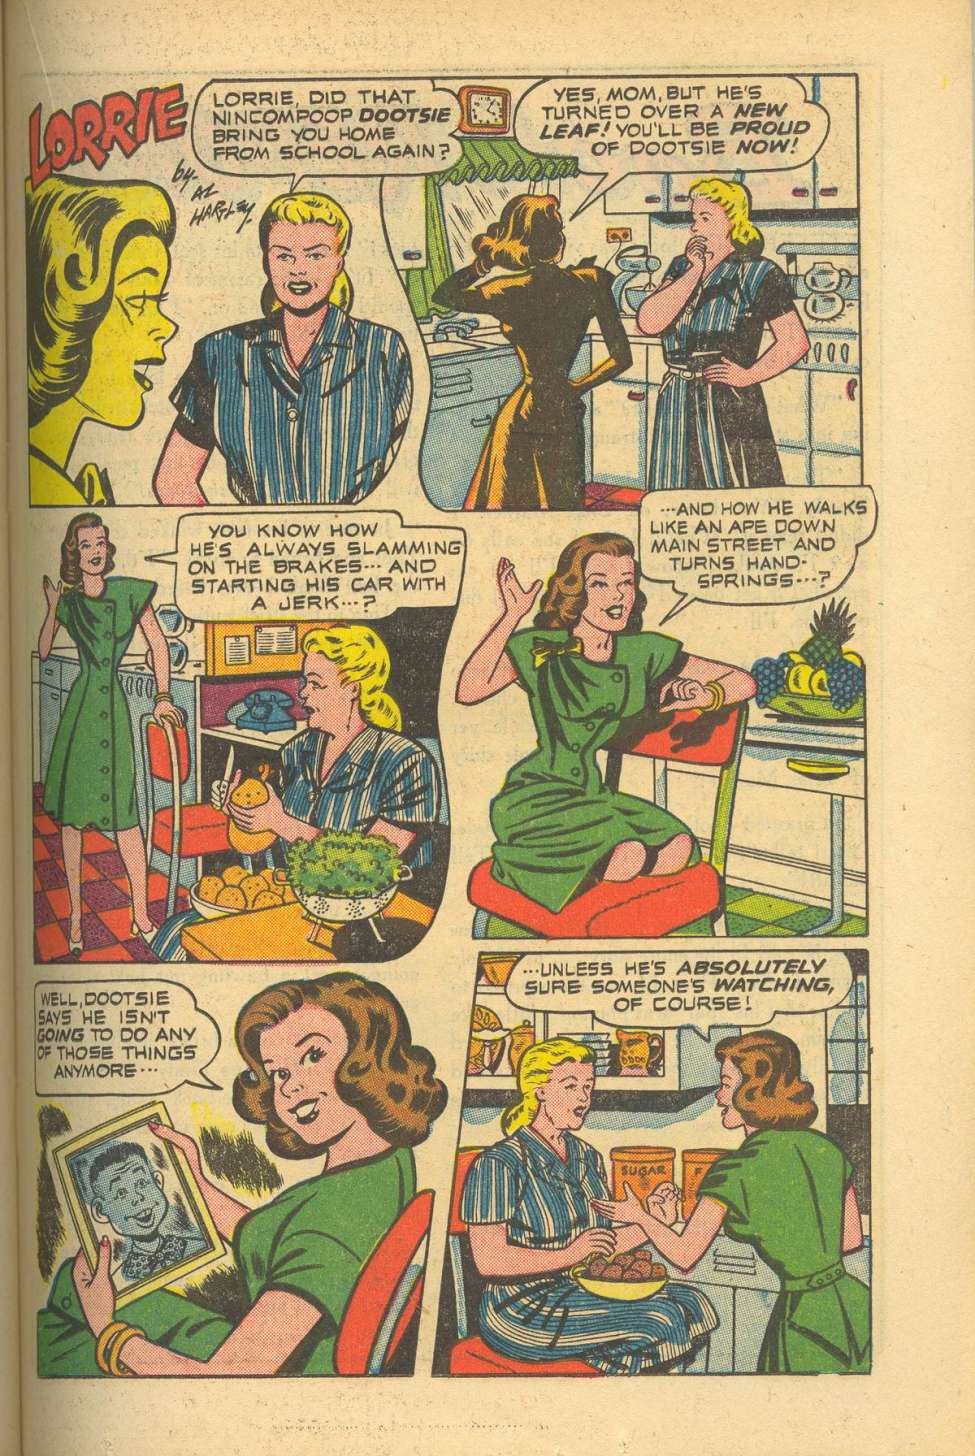 LORRIE
by-
AL
HARTLEY.
LORRIE, DID THAT
NINCOMPOOP DOOTSIE
BRING YOU HOME
FROM SCHOOL AGAIN?
YES, MOM, BUT HE'S
TURNED OVER A NEW
LEAF! YOU'LL BE PROUD
OF DOOTSIE NOW!
YOU KNOW HOW
HE'S ALWAYS SLAMMING
ON THE BRAKES--- AND
STARTING HIS CAR WITH
A JERK---?
---AND HOW HE WALKS
LIKE AN APE DOWN
MAIN STREET AND
TURNS HAND-
SPRINGS---?
WELL, DOOTSIE
SAYS HE ISN'T
GOING TO DO ANY
OF THOSE THINGS
ANYMORE---
---UNLESS HE'S ABSOLUTELY
SURE SOMEONE'S WATCHING,
OF COURSE!
SUGAR
F